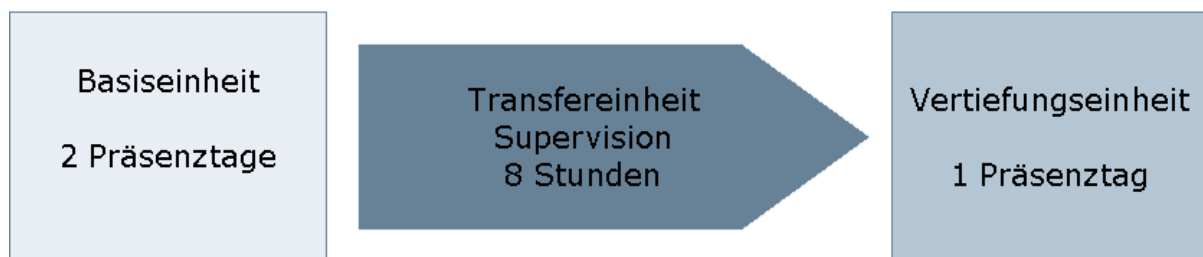 Basiseinheit
2 Präsenztage
Transfereinheit
Supervision
8 Stunden
Vertiefungseinheit
1 Präsenztag